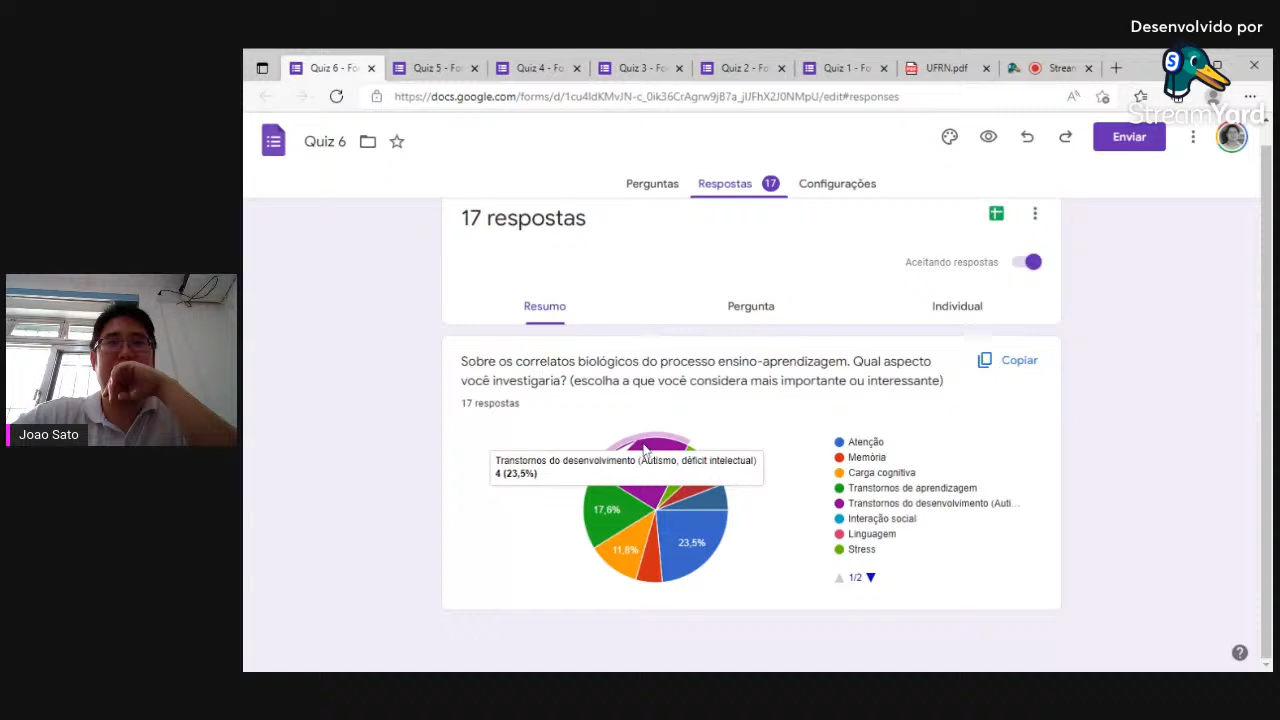 Desenvolvido por
StreamYard
Quiz 6 - Fo
Quiz 5 - Fo
Quiz 4 - Fo
Quiz 3 - Fo
Quiz 2 - Fo
Quiz 1 - Fo
UFRN.pdf
Stream
https://docs.google.com/forms/d/1cu4IdKMvJN-c_0ik36CrAgrw9jB7a_jUFhX2J0NMpU/edit#responses
Quiz 6
Enviar
Perguntas
Respostas 17
Configurações
17 respostas
Aceitando respostas
Resumo
Pergunta
Individual
Sobre os correlatos biológicos do processo ensino-aprendizagem. Qual aspecto
você investigaria? (escolha a que você considera mais importante ou interessante)
Copiar
17 respostas
Transtornos do desenvolvimento (Autismo, déficit intelectual)
4 (23,5%)
17,6%
11,8%
23,5%
Atenção
Memória
Carga cognitiva
Transtornos de aprendizagem
Transtornos do desenvolvimento (Auti...
Interação social
Linguagem
Stress
1/2
Joao Sato